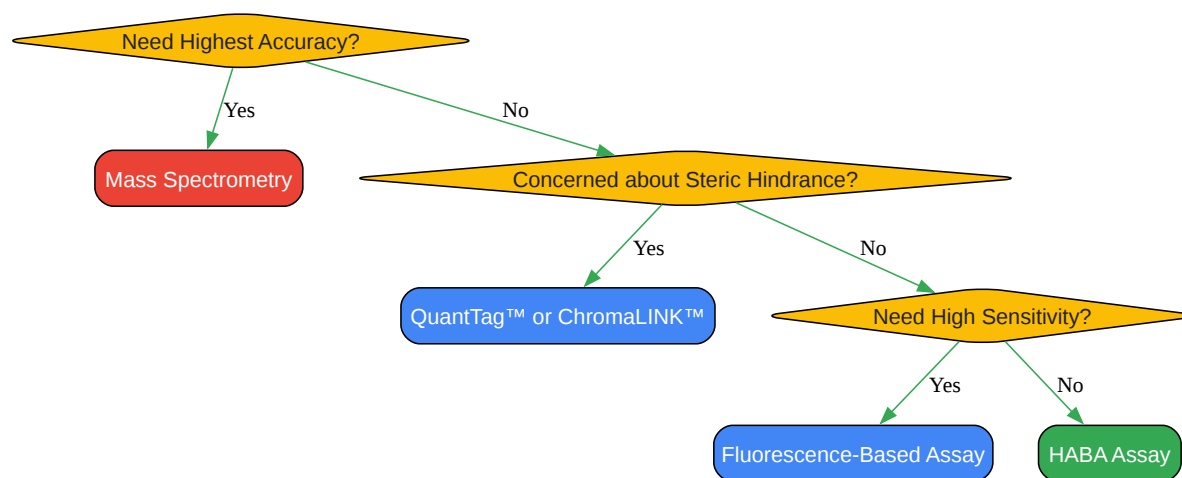 Need Highest Accuracy?
Yes
No
Mass Spectrometry
Concerned about Steric Hindrance?
Yes
No
QuantTag™ or ChromaLINK™
Need High Sensitivity?
Yes
No
Fluorescence-Based Assay
HABA Assay